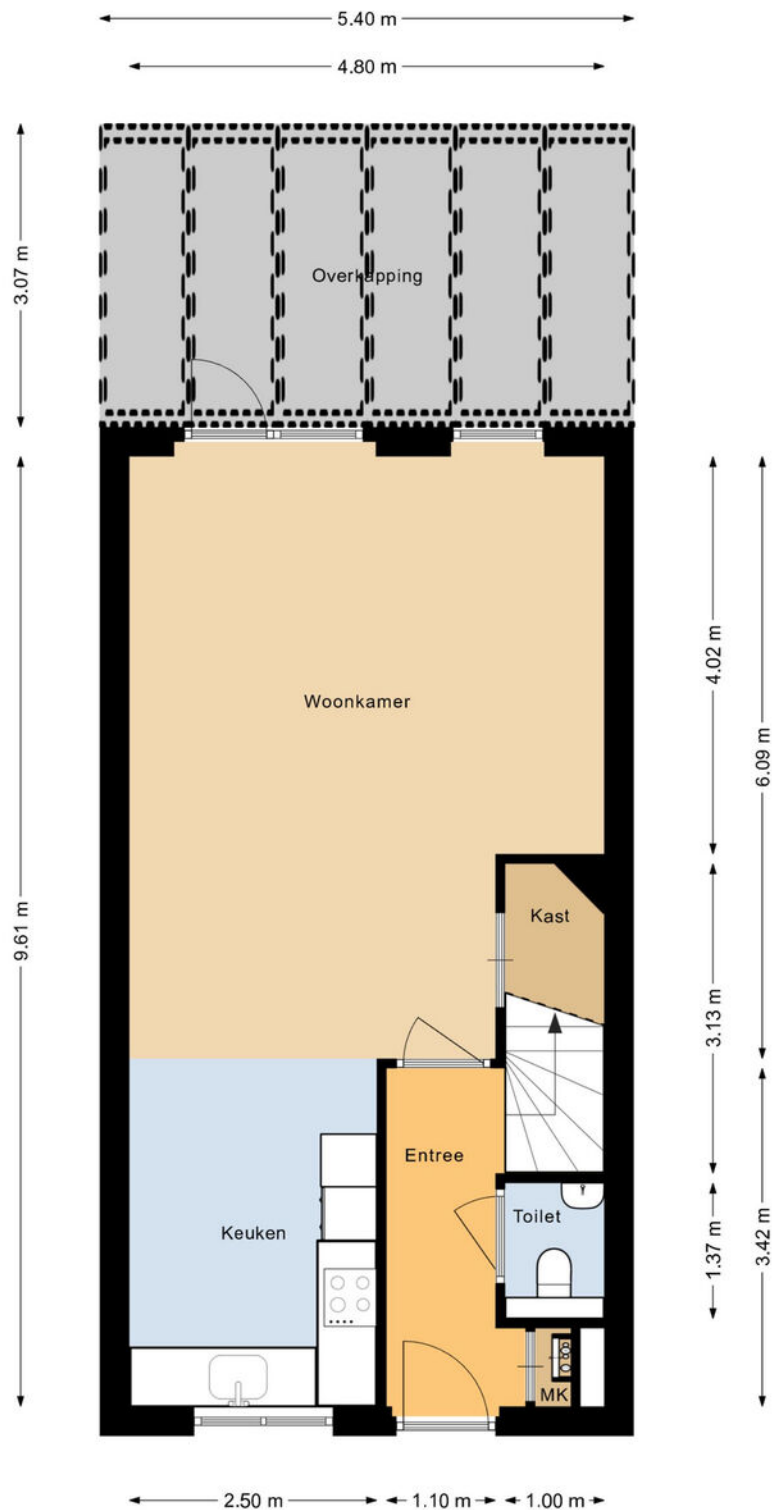 5.40 m
4.80 m
3.07 m
Overkapping
Woonkamer
4.02 m
6.09 m
9.61 m
Kast
3.13 m
Entree
Keuken
Toilet
1.37 m
3.42 m
MK
2.50 m
1.10 m
1.00 m